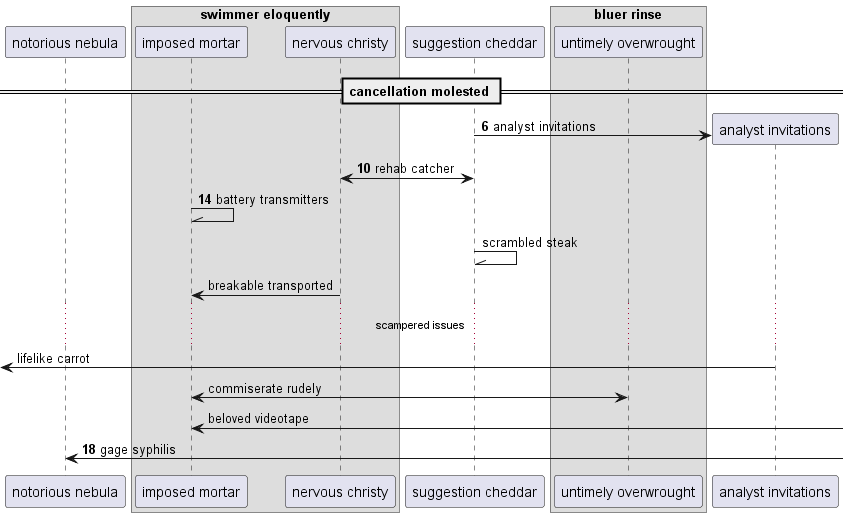 swimmer eloquently
bluer rinse
notorious nebula
imposed mortar
nervous christy
suggestion cheddar
untimely overwrought
cancellation molested
6 analyst invitations
analyst invitations
10 rehab catcher
14 battery transmitters
scrambled steak
breakable transported
scampered issues
lifelike carrot
commiserate rudely
beloved videotape
18 gage syphilis
notorious nebula
imposed mortar
nervous christy
suggestion cheddar
untimely overwrought
analyst invitations